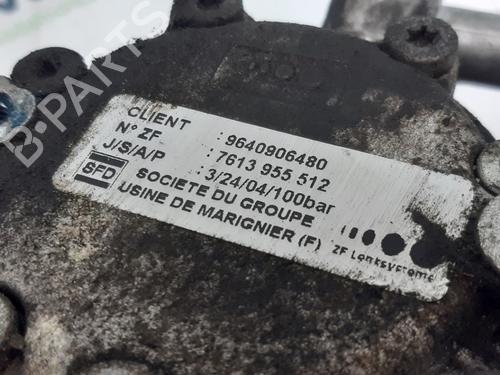 B-PARTS
CLIENT : 9640906480
N° ZF : 7613 955 512
J/S/A/P : 3/24/04/100bar
SFD SOCIETE DU GROUPE
USINE DE MARIGNIER (F)
ZF Lenksysteme